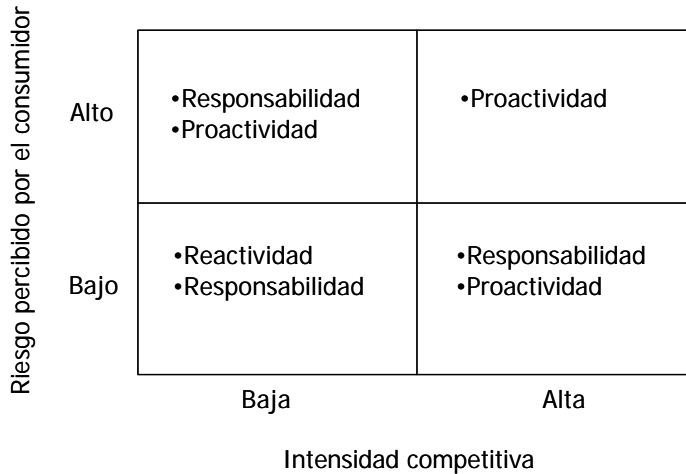 Riesgo percibido por el consumidor
Alto
•Responsabilidad
•Proactividad
•Proactividad
Bajo
•Reactividad
•Responsabilidad
•Responsabilidad
•Proactividad
Baja
Alta
Intensidad competitiva